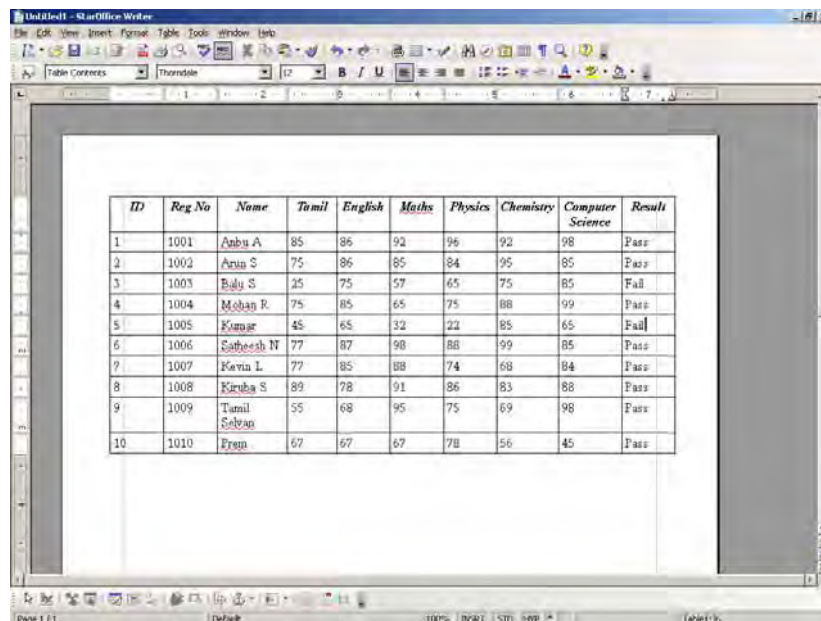 Untitled1 - StarOffice Writer
File Edit View Insert Format Table Tools Window Help
Table Contents Thorndale 12 B I U
1 2 3 4 5 6 7
ID Reg No Name Tamil English Maths Physics Chemistry Computer Science Result
1 1001 Anbu A 85 86 92 96 92 98 Pass
2 1002 Arun S 75 86 85 84 95 85 Pass
3 1003 Balu S 25 75 57 65 75 85 Fail
4 1004 Mohan R 75 85 65 75 88 99 Pass
5 1005 Kumar 45 65 32 22 85 65 Fail
6 1006 Satheesh N 77 87 98 88 99 85 Pass
7 1007 Kevin L 77 85 88 74 68 84 Pass
8 1008 Kiruba S 89 78 91 86 83 88 Pass
9 1009 Tamil Selvan 55 68 95 75 69 98 Pass
10 1010 Prem 67 67 67 78 56 45 Pass
Page 1 / 1 Default 100% INSRT STD HYP *